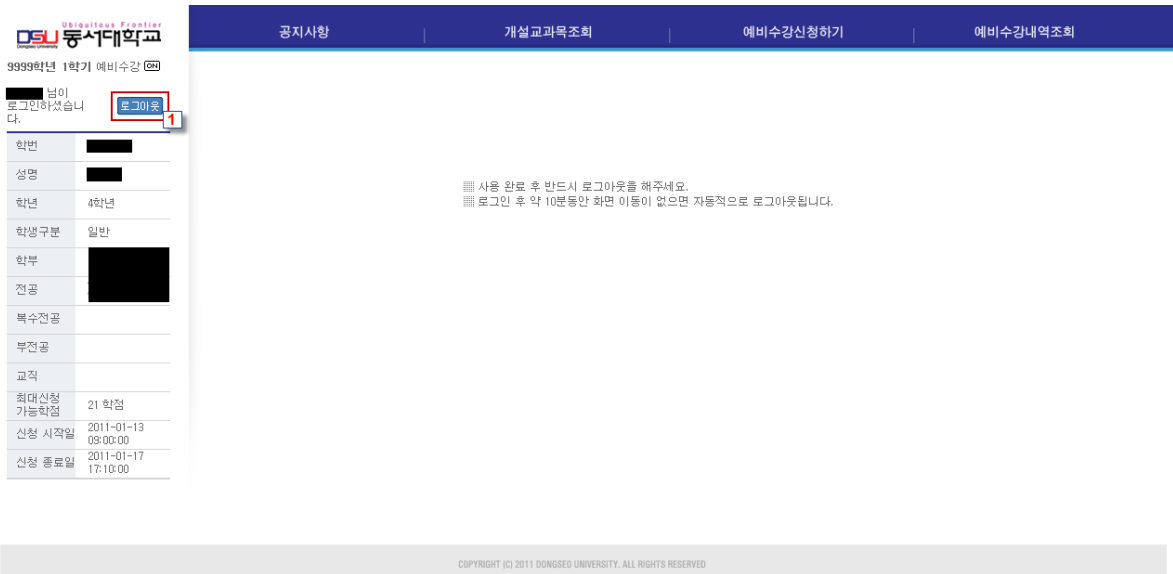 Ubiquitous Frontier
DSU 동서대학교
Dongseo University
공지사항 | 개설교과목조회 | 예비수강신청하기 | 예비수강내역조회
9999학년 1학기 예비수강 ON
님이
로그인하셨습니
다.
로그아웃
1
학번
성명
학년 4학년
학생구분 일반
학부
전공
복수전공
부전공
교직
최대신청
가능학점 21 학점
신청 시작일 2011-01-13
09:00:00
신청 종료일 2011-01-17
17:10:00
▒ 사용 완료 후 반드시 로그아웃을 해주세요.
▒ 로그인 후 약 10분동안 화면 이동이 없으면 자동적으로 로그아웃됩니다.
COPYRIGHT (C) 2011 DONGSEO UNIVERSITY. ALL RIGHTS RESERVED